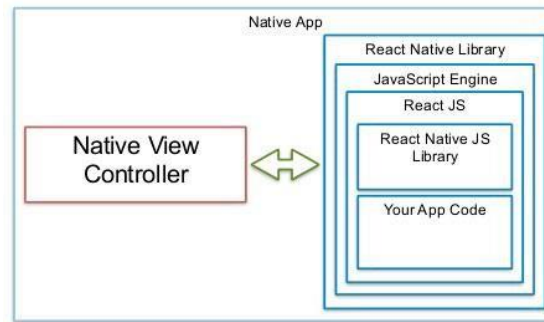 Native App
React Native Library
JavaScript Engine
React JS
Native View
Controller
React Native JS
Library
Your App Code